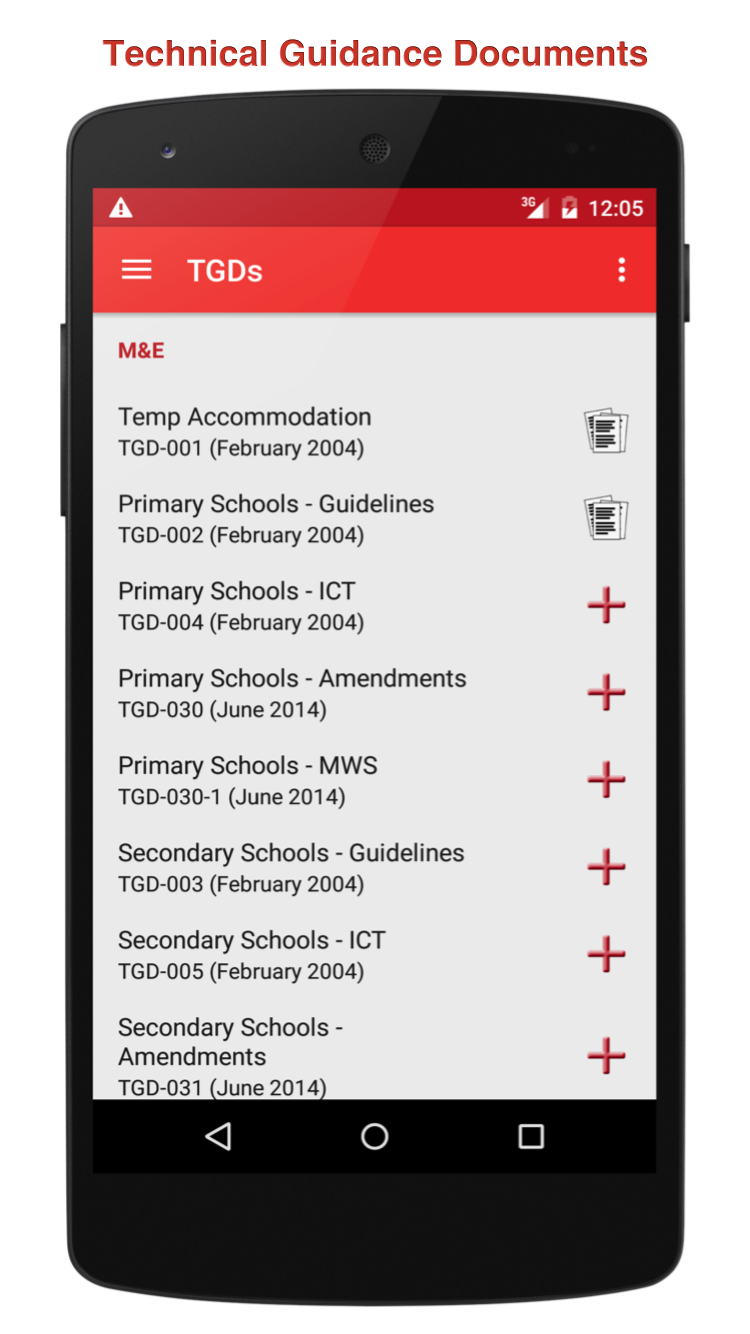 Technical Guidance Documents
3G 12:05
TGDs
M&E
Temp Accommodation
TGD-001 (February 2004)
Primary Schools - Guidelines
TGD-002 (February 2004)
Primary Schools - ICT
TGD-004 (February 2004)
Primary Schools - Amendments
TGD-030 (June 2014)
Primary Schools - MWS
TGD-030-1 (June 2014)
Secondary Schools - Guidelines
TGD-003 (February 2004)
Secondary Schools - ICT
TGD-005 (February 2004)
Secondary Schools -
Amendments
TGD-031 (June 2014)